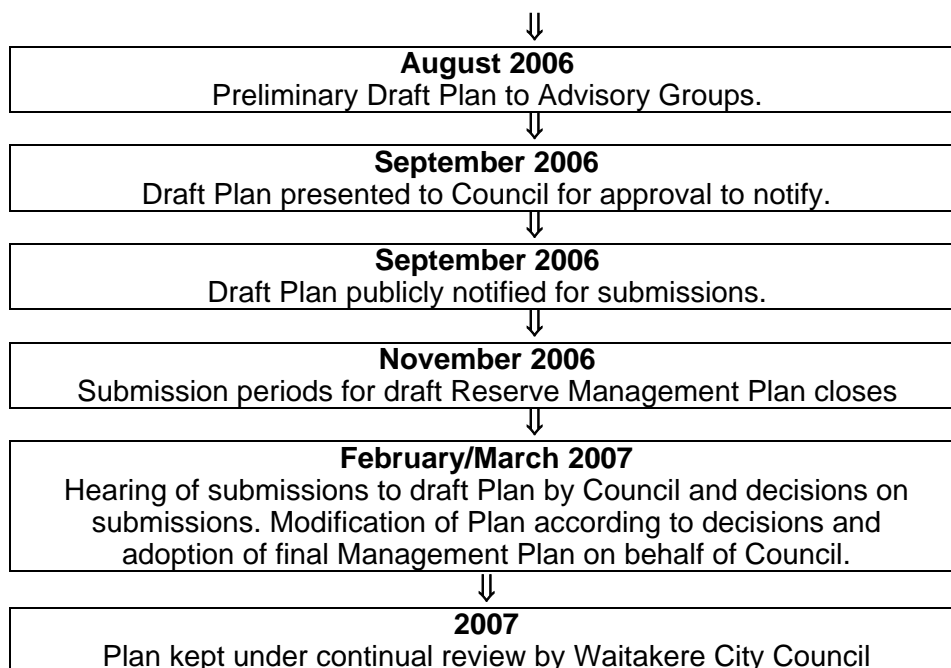 ⇓
August 2006
Preliminary Draft Plan to Advisory Groups.
⇓
September 2006
Draft Plan presented to Council for approval to notify.
⇓
September 2006
Draft Plan publicly notified for submissions.
⇓
November 2006
Submission periods for draft Reserve Management Plan closes
⇓
February/March 2007
Hearing of submissions to draft Plan by Council and decisions on
submissions. Modification of Plan according to decisions and
adoption of final Management Plan on behalf of Council.
⇓
2007
Plan kept under continual review by Waitakere City Council